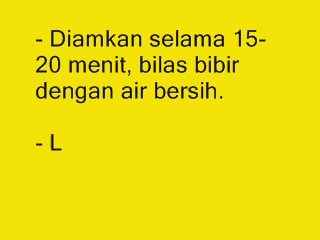 - Diamkan selama 15-
20 menit, bilas bibir
dengan air bersih.
- L